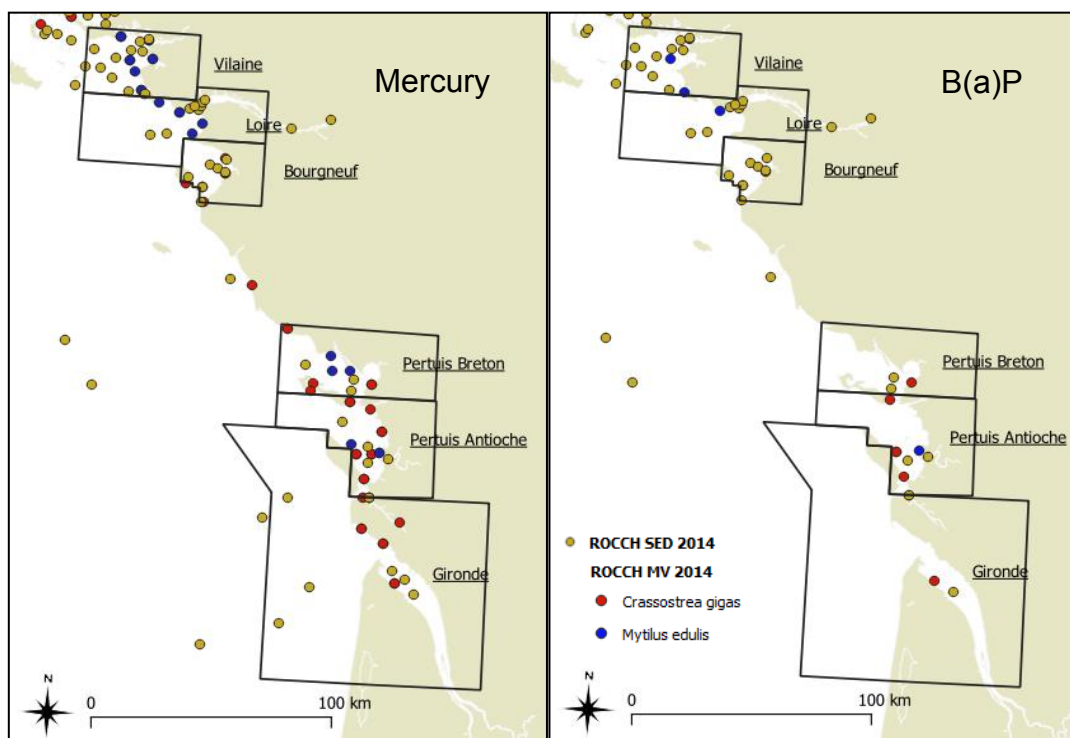 Mercury
Vilaine
Loire
Bourgneuf
Pertuis Breton
Pertuis Antioche
Gironde
N
0
100 km
B(a)P
Vilaine
Loire
Bourgneuf
Pertuis Breton
Pertuis Antioche
ROCCH SED 2014
ROCCH MV 2014
Crassostrea gigas
Mytilus edulis
Gironde
N
0
100 km